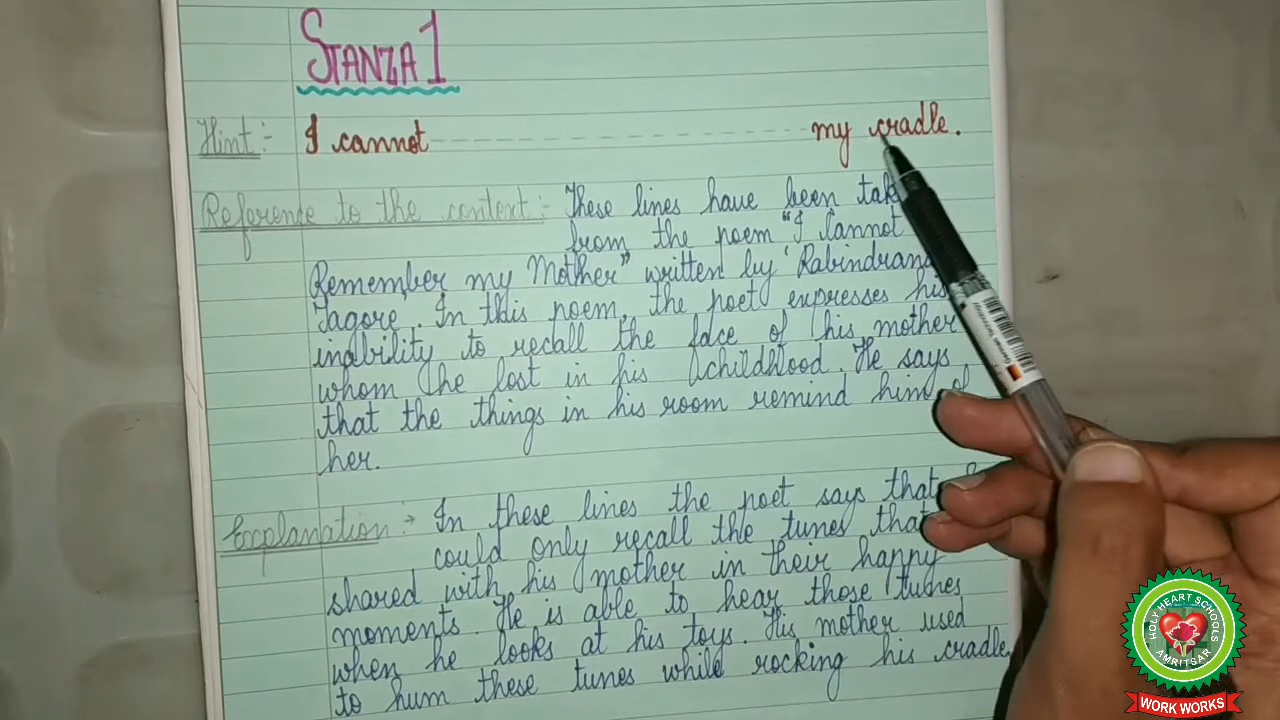 STANZA 1
Hint:- I cannot ---------- my cradle.
Reference to the context:- These lines have been
from the poem "I Cannot
Remember my Mother" written by
Tagore. In this poem, the poet expresses his
inability to recall the face of his mother
whom he lost in his childhood. He says
that the things in his room remind him of
her.
Explanation:- In these lines the poet says that
could only recall the tunes that
shared with his mother in their happy
moments. He is able to hear those tunes
when he looks at his toys. His mother used
to hum these tunes while rocking his cradle
HOLY HEART SCHOOLS
AMRITSAR
WORK WORKS